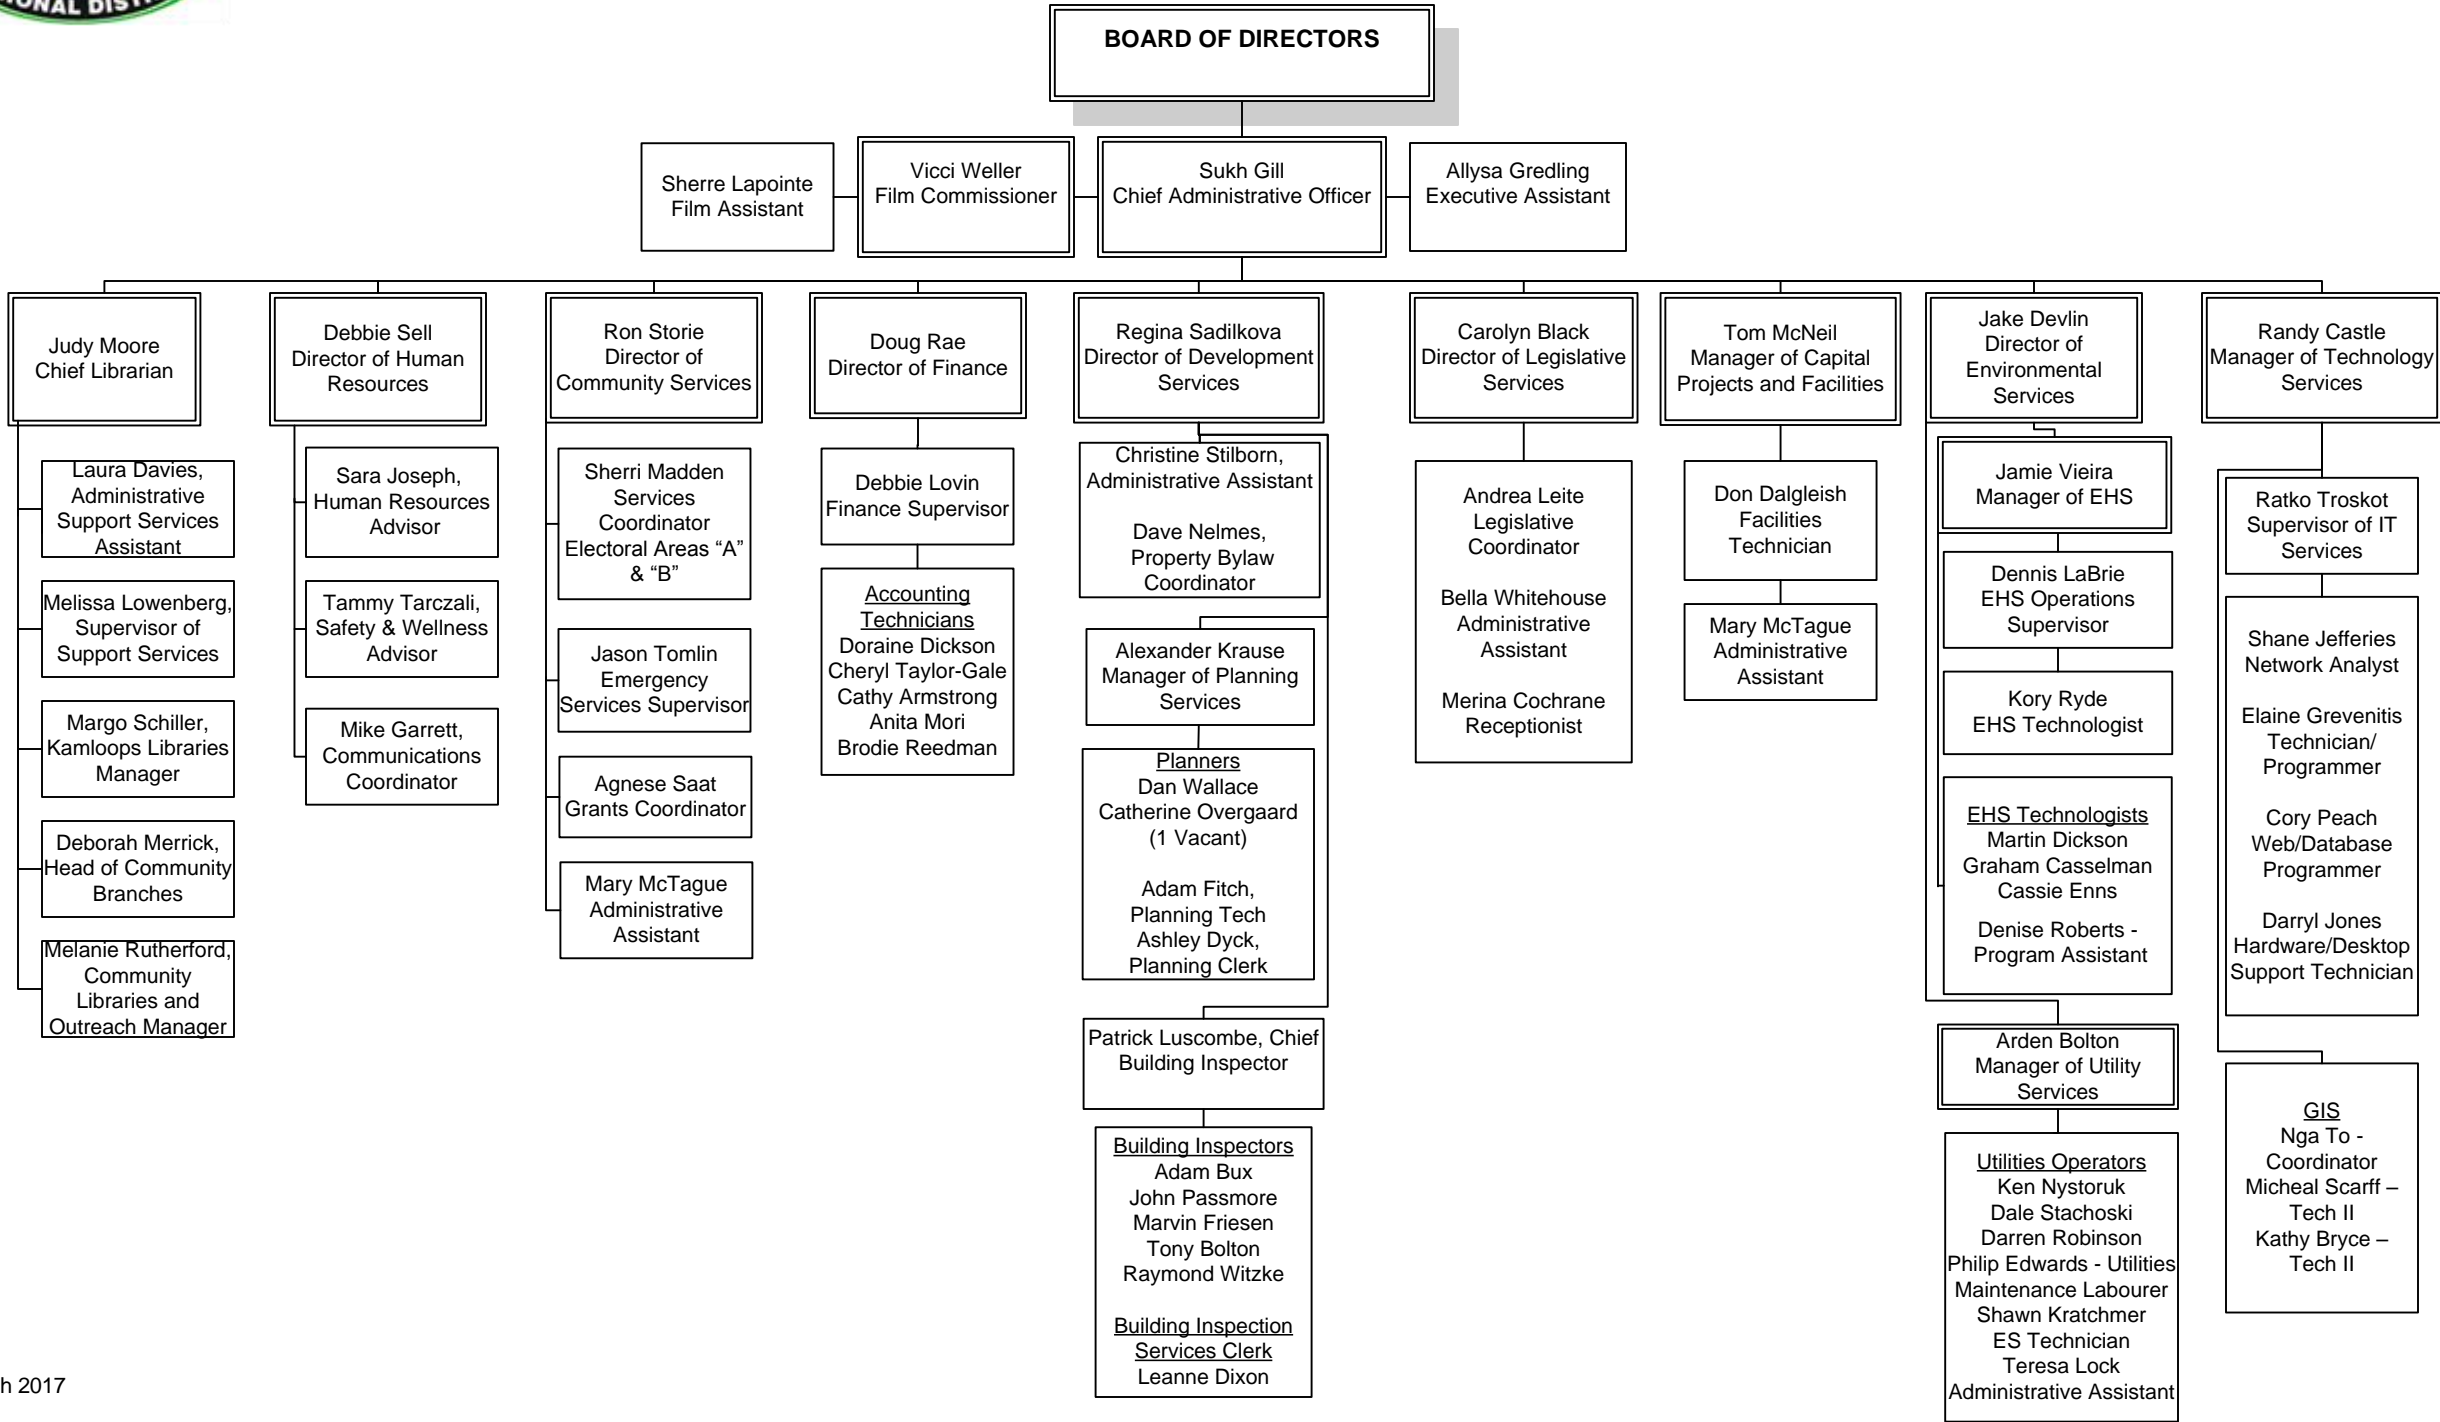 BOARD OF DIRECTORS
Sherre Lapointe
Film Assistant
Vicci Weller
Film Commissioner
Sukh Gill
Chief Administrative Officer
Allysa Gredling
Executive Assistant
Judy Moore
Chief Librarian
Laura Davies,
Administrative
Support Services
Assistant
Melissa Lowenberg,
Supervisor of
Support Services
Margo Schiller,
Kamloops Libraries
Manager
Deborah Merrick,
Head of Community
Branches
Melanie Rutherford,
Community
Libraries and
Outreach Manager
Debbie Sell
Director of Human
Resources
Sara Joseph,
Human Resources
Advisor
Tammy Tarczali,
Safety & Wellness
Advisor
Mike Garrett,
Communications
Coordinator
Ron Storie
Director of
Community Services
Sherri Madden
Services
Coordinator
Electoral Areas “A”
& “B”
Jason Tomlin
Emergency
Services Supervisor
Agnese Saat
Grants Coordinator
Mary McTague
Administrative
Assistant
Doug Rae
Director of Finance
Debbie Lovin
Finance Supervisor
Accounting
Technicians
Doraine Dickson
Cheryl Taylor-Gale
Cathy Armstrong
Anita Mori
Brodie Reedman
Regina Sadilkova
Director of Development
Services
Christine Stilborn,
Administrative Assistant
Dave Nelmes,
Property Bylaw
Coordinator
Alexander Krause
Manager of Planning
Services
Planners
Dan Wallace
Catherine Overgaard
(1 Vacant)
Adam Fitch,
Planning Tech
Ashley Dyck,
Planning Clerk
Patrick Luscombe, Chief
Building Inspector
Building Inspectors
Adam Bux
John Passmore
Marvin Friesen
Tony Bolton
Raymond Witzke
Building Inspection
Services Clerk
Leanne Dixon
Carolyn Black
Director of Legislative
Services
Andrea Leite
Legislative
Coordinator
Bella Whitehouse
Administrative
Assistant
Merina Cochrane
Receptionist
Tom McNeil
Manager of Capital
Projects and Facilities
Don Dalgleish
Facilities
Technician
Mary McTague
Administrative
Assistant
Jake Devlin
Director of
Environmental
Services
Jamie Vieira
Manager of EHS
Dennis LaBrie
EHS Operations
Supervisor
Kory Ryde
EHS Technologist
EHS Technologists
Martin Dickson
Graham Casselman
Cassie Enns
Denise Roberts -
Program Assistant
Arden Bolton
Manager of Utility
Services
Utilities Operators
Ken Nystoruk
Dale Stachoski
Darren Robinson
Philip Edwards - Utilities
Maintenance Labourer
Shawn Kratchmer
ES Technician
Teresa Lock
Administrative Assistant
Randy Castle
Manager of Technology
Services
Ratko Troskot
Supervisor of IT
Services
Shane Jefferies
Network Analyst
Elaine Grevenitis
Technician/
Programmer
Cory Peach
Web/Database
Programmer
Darryl Jones
Hardware/Desktop
Support Technician
GIS
Nga To -
Coordinator
Micheal Scarff –
Tech II
Kathy Bryce –
Tech II
h 2017